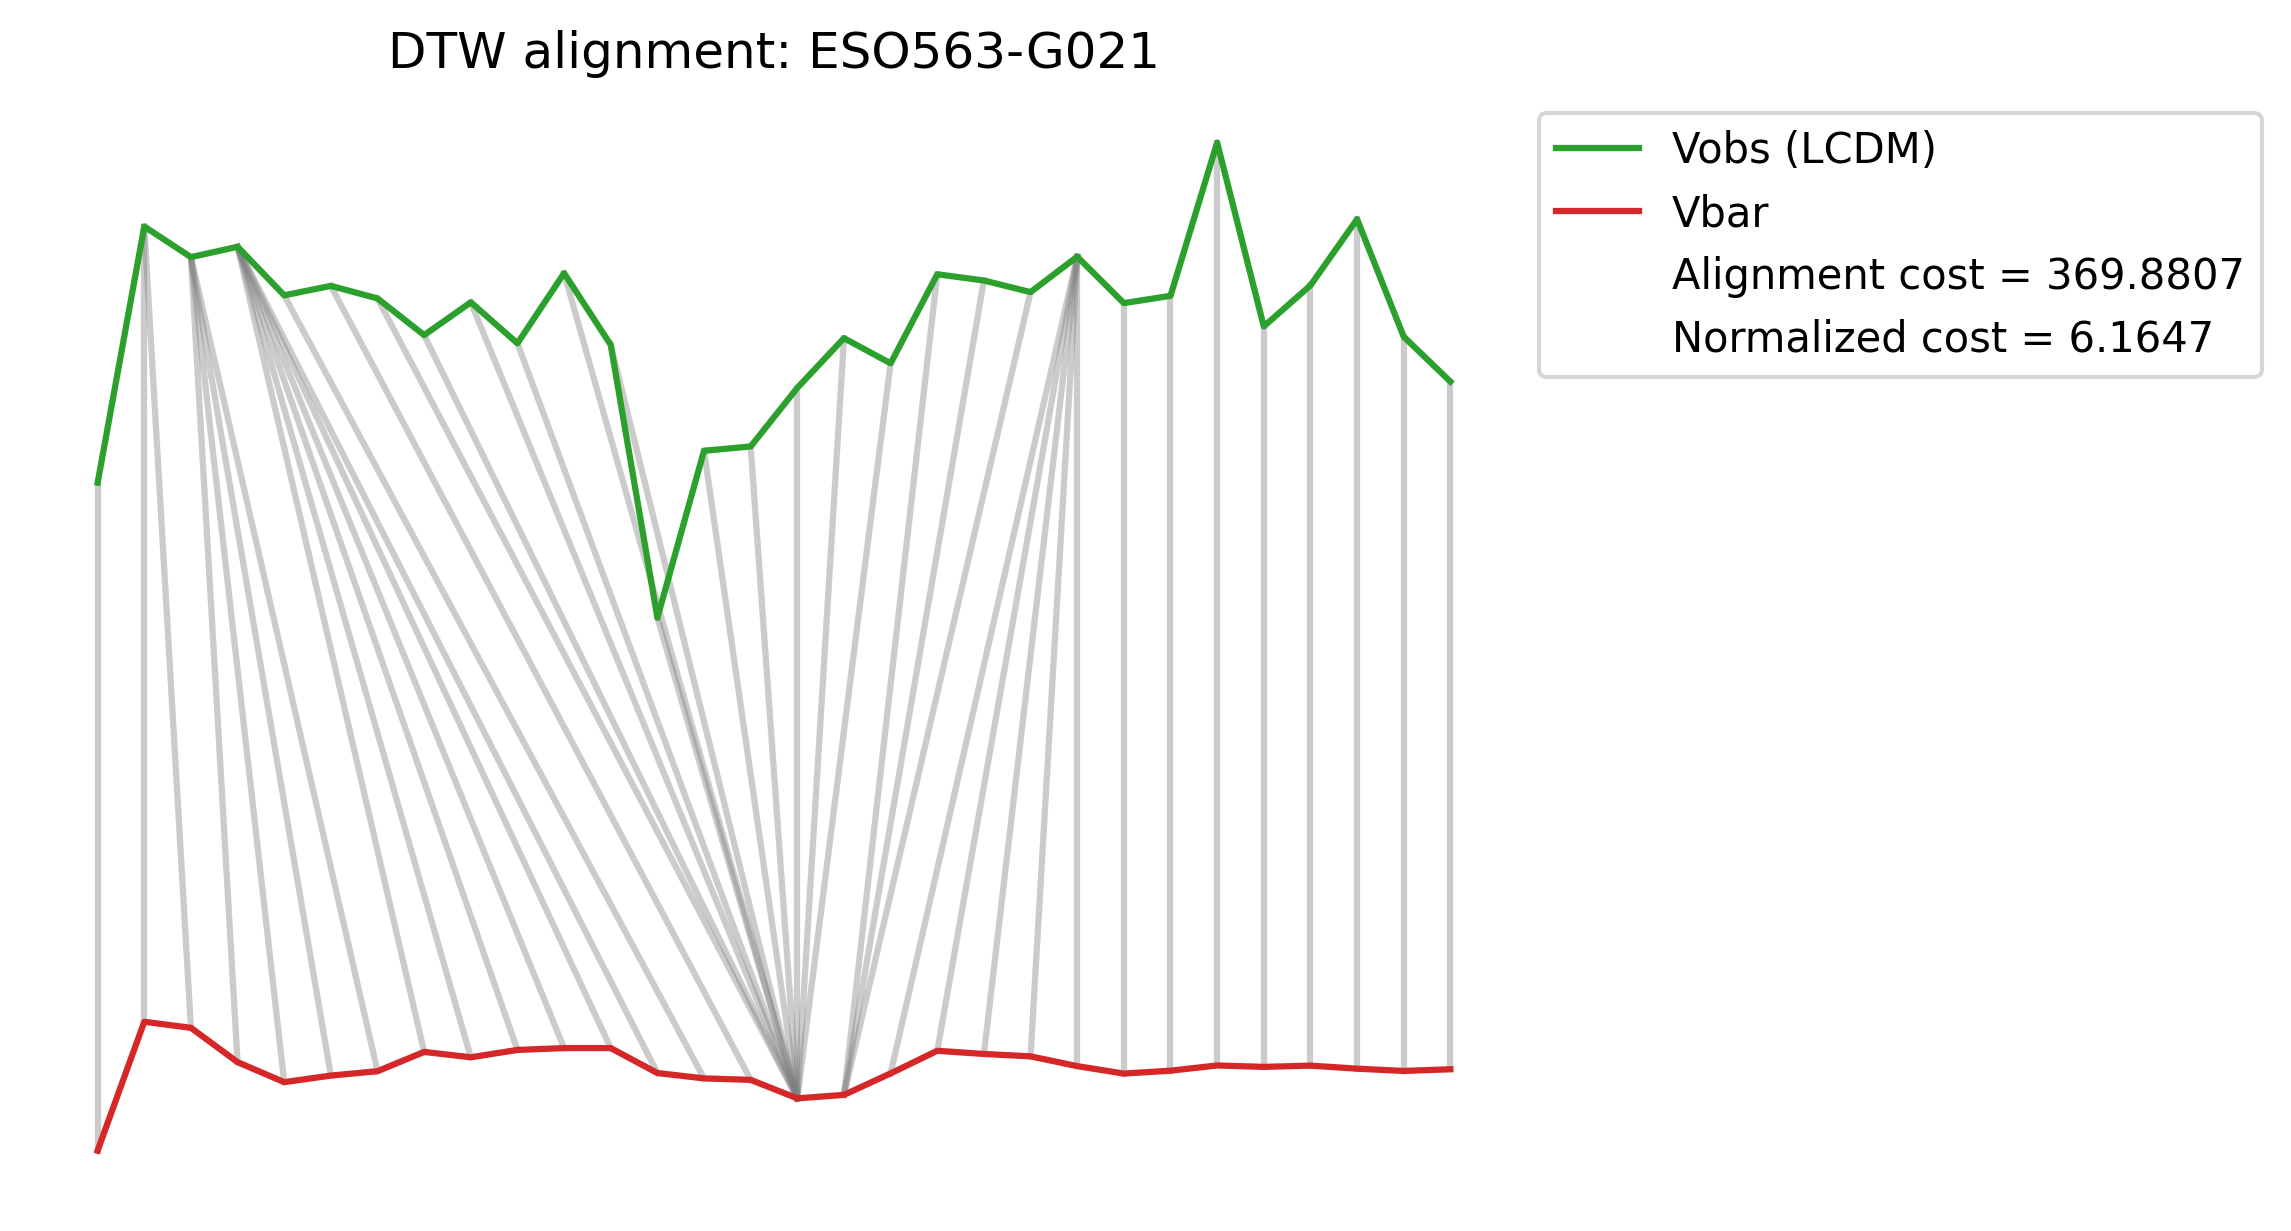 DTW alignment: ESO563-G021
Vobs (LCDM)
Vbar
Alignment cost = 369.8807
Normalized cost = 6.1647